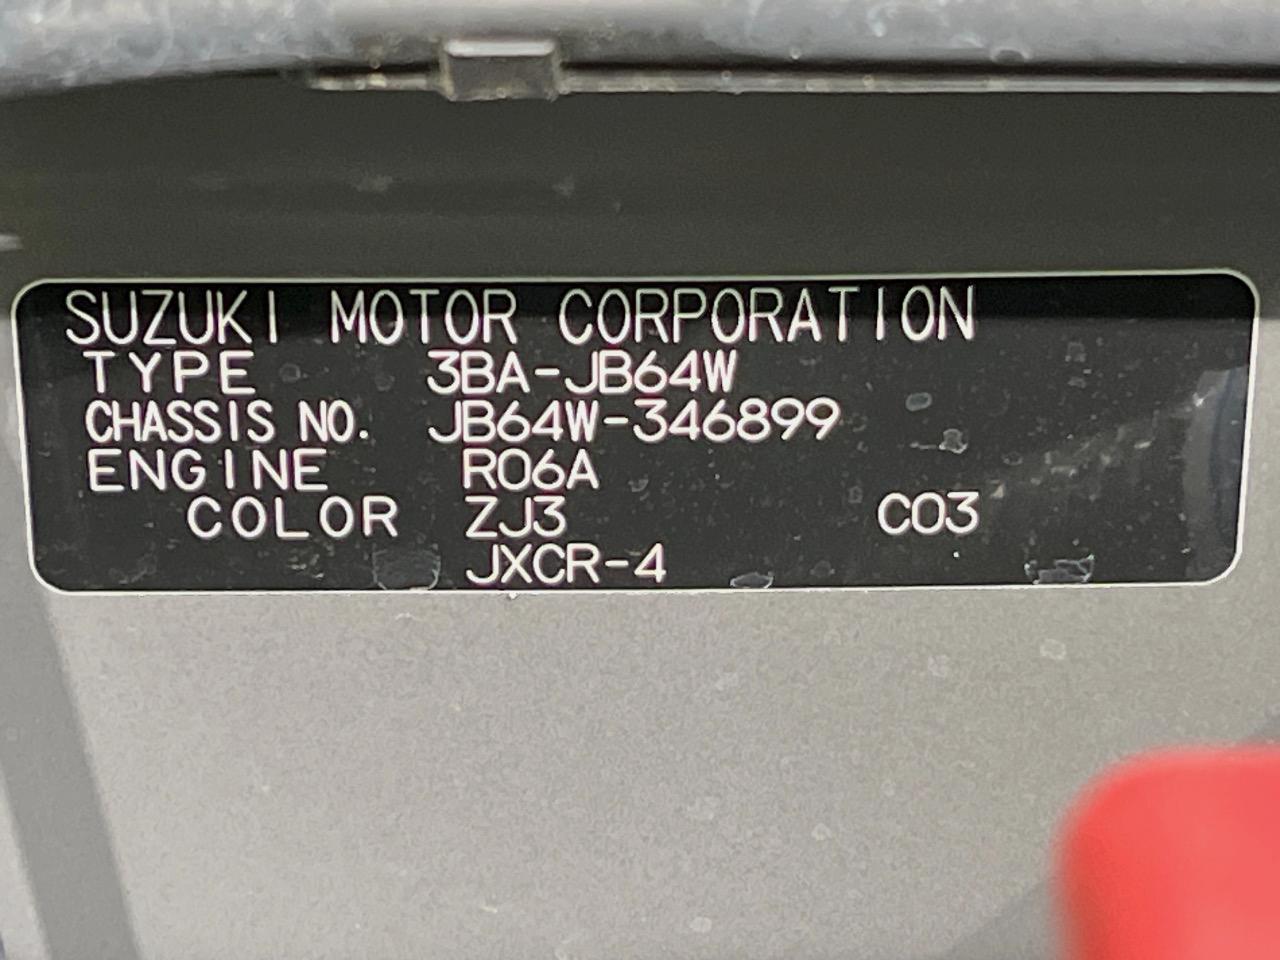 SUZUKI MOTOR CORPORATION
TYPE 3BA-JB64W
CHASSIS NO. JB64W-346899
ENGINE R06A
COLOR ZJ3 C03
JXCR-4